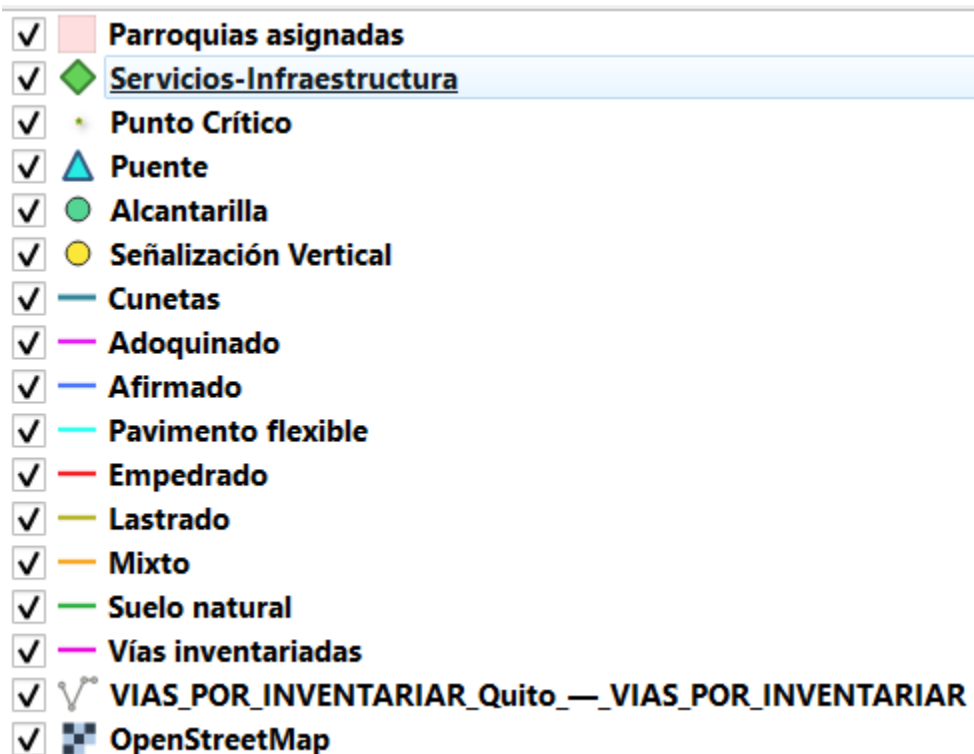 Parroquias asignadas
Servicios-Infraestructura
Punto Crítico
Puente
Alcantarilla
Señalización Vertical
Cunetas
Adoquinado
Afirmado
Pavimento flexible
Empedrado
Lastrado
Mixto
Suelo natural
Vías inventariadas
VIAS_POR_INVENTARIAR_Quito_—_VIAS_POR_INVENTARIAR
OpenStreetMap